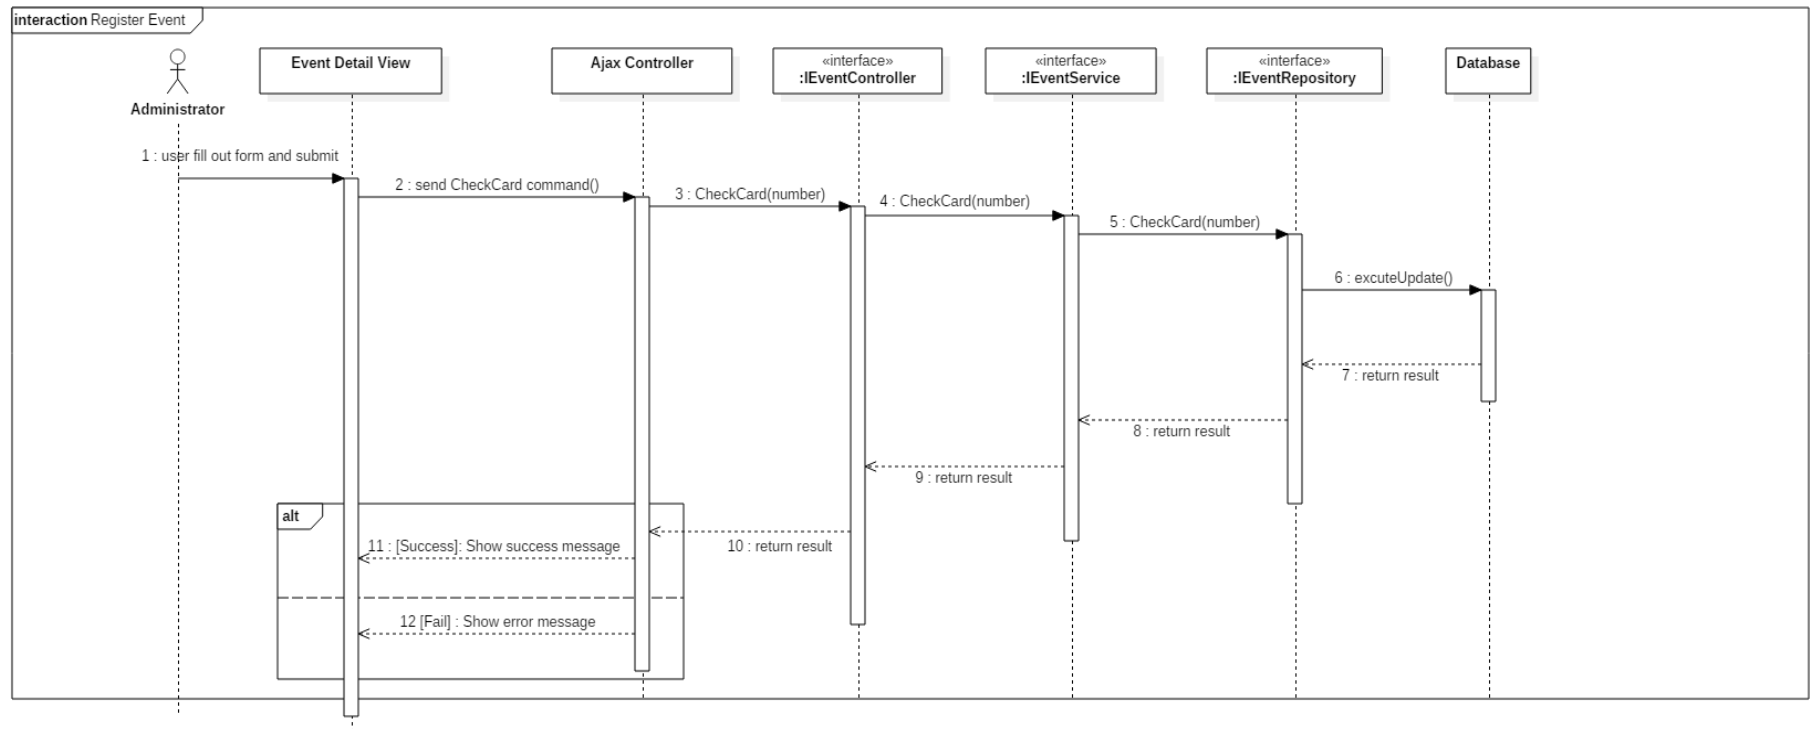 interaction Register Event
Administrator
Event Detail View
Ajax Controller
«interface»
:IEventController
«interface»
:IEventService
«interface»
:IEventRepository
Database
1 : user fill out form and submit
2 : send CheckCard command()
3 : CheckCard(number)
4 : CheckCard(number)
5 : CheckCard(number)
6 : excuteUpdate()
7 : return result
8 : return result
9 : return result
alt
10 : return result
11 : [Success]: Show success message
12 [Fail] : Show error message